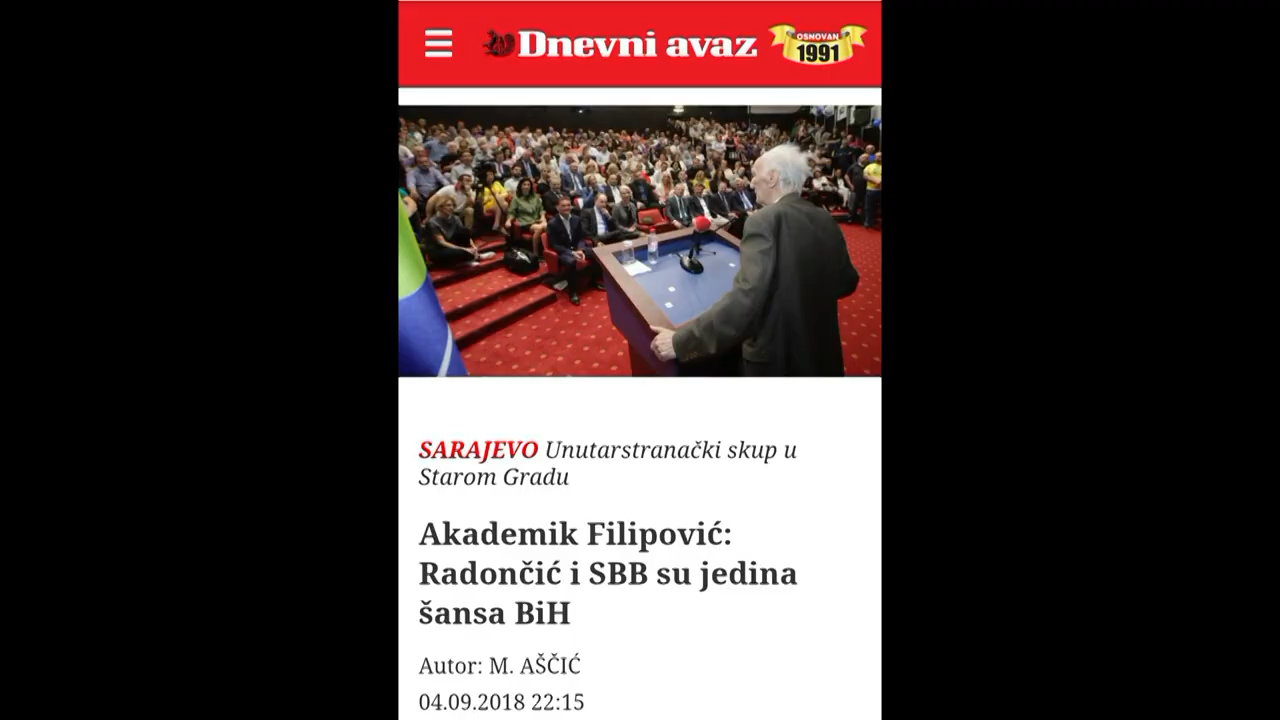 Dnevni avaz
OSNOVAN
1991
SARAJEVO Unutarstranački skup u
Starom Gradu
Akademik Filipović:
Radončić i SBB su jedina
šansa BiH
Autor: M. AŠČIĆ
04.09.2018 22:15